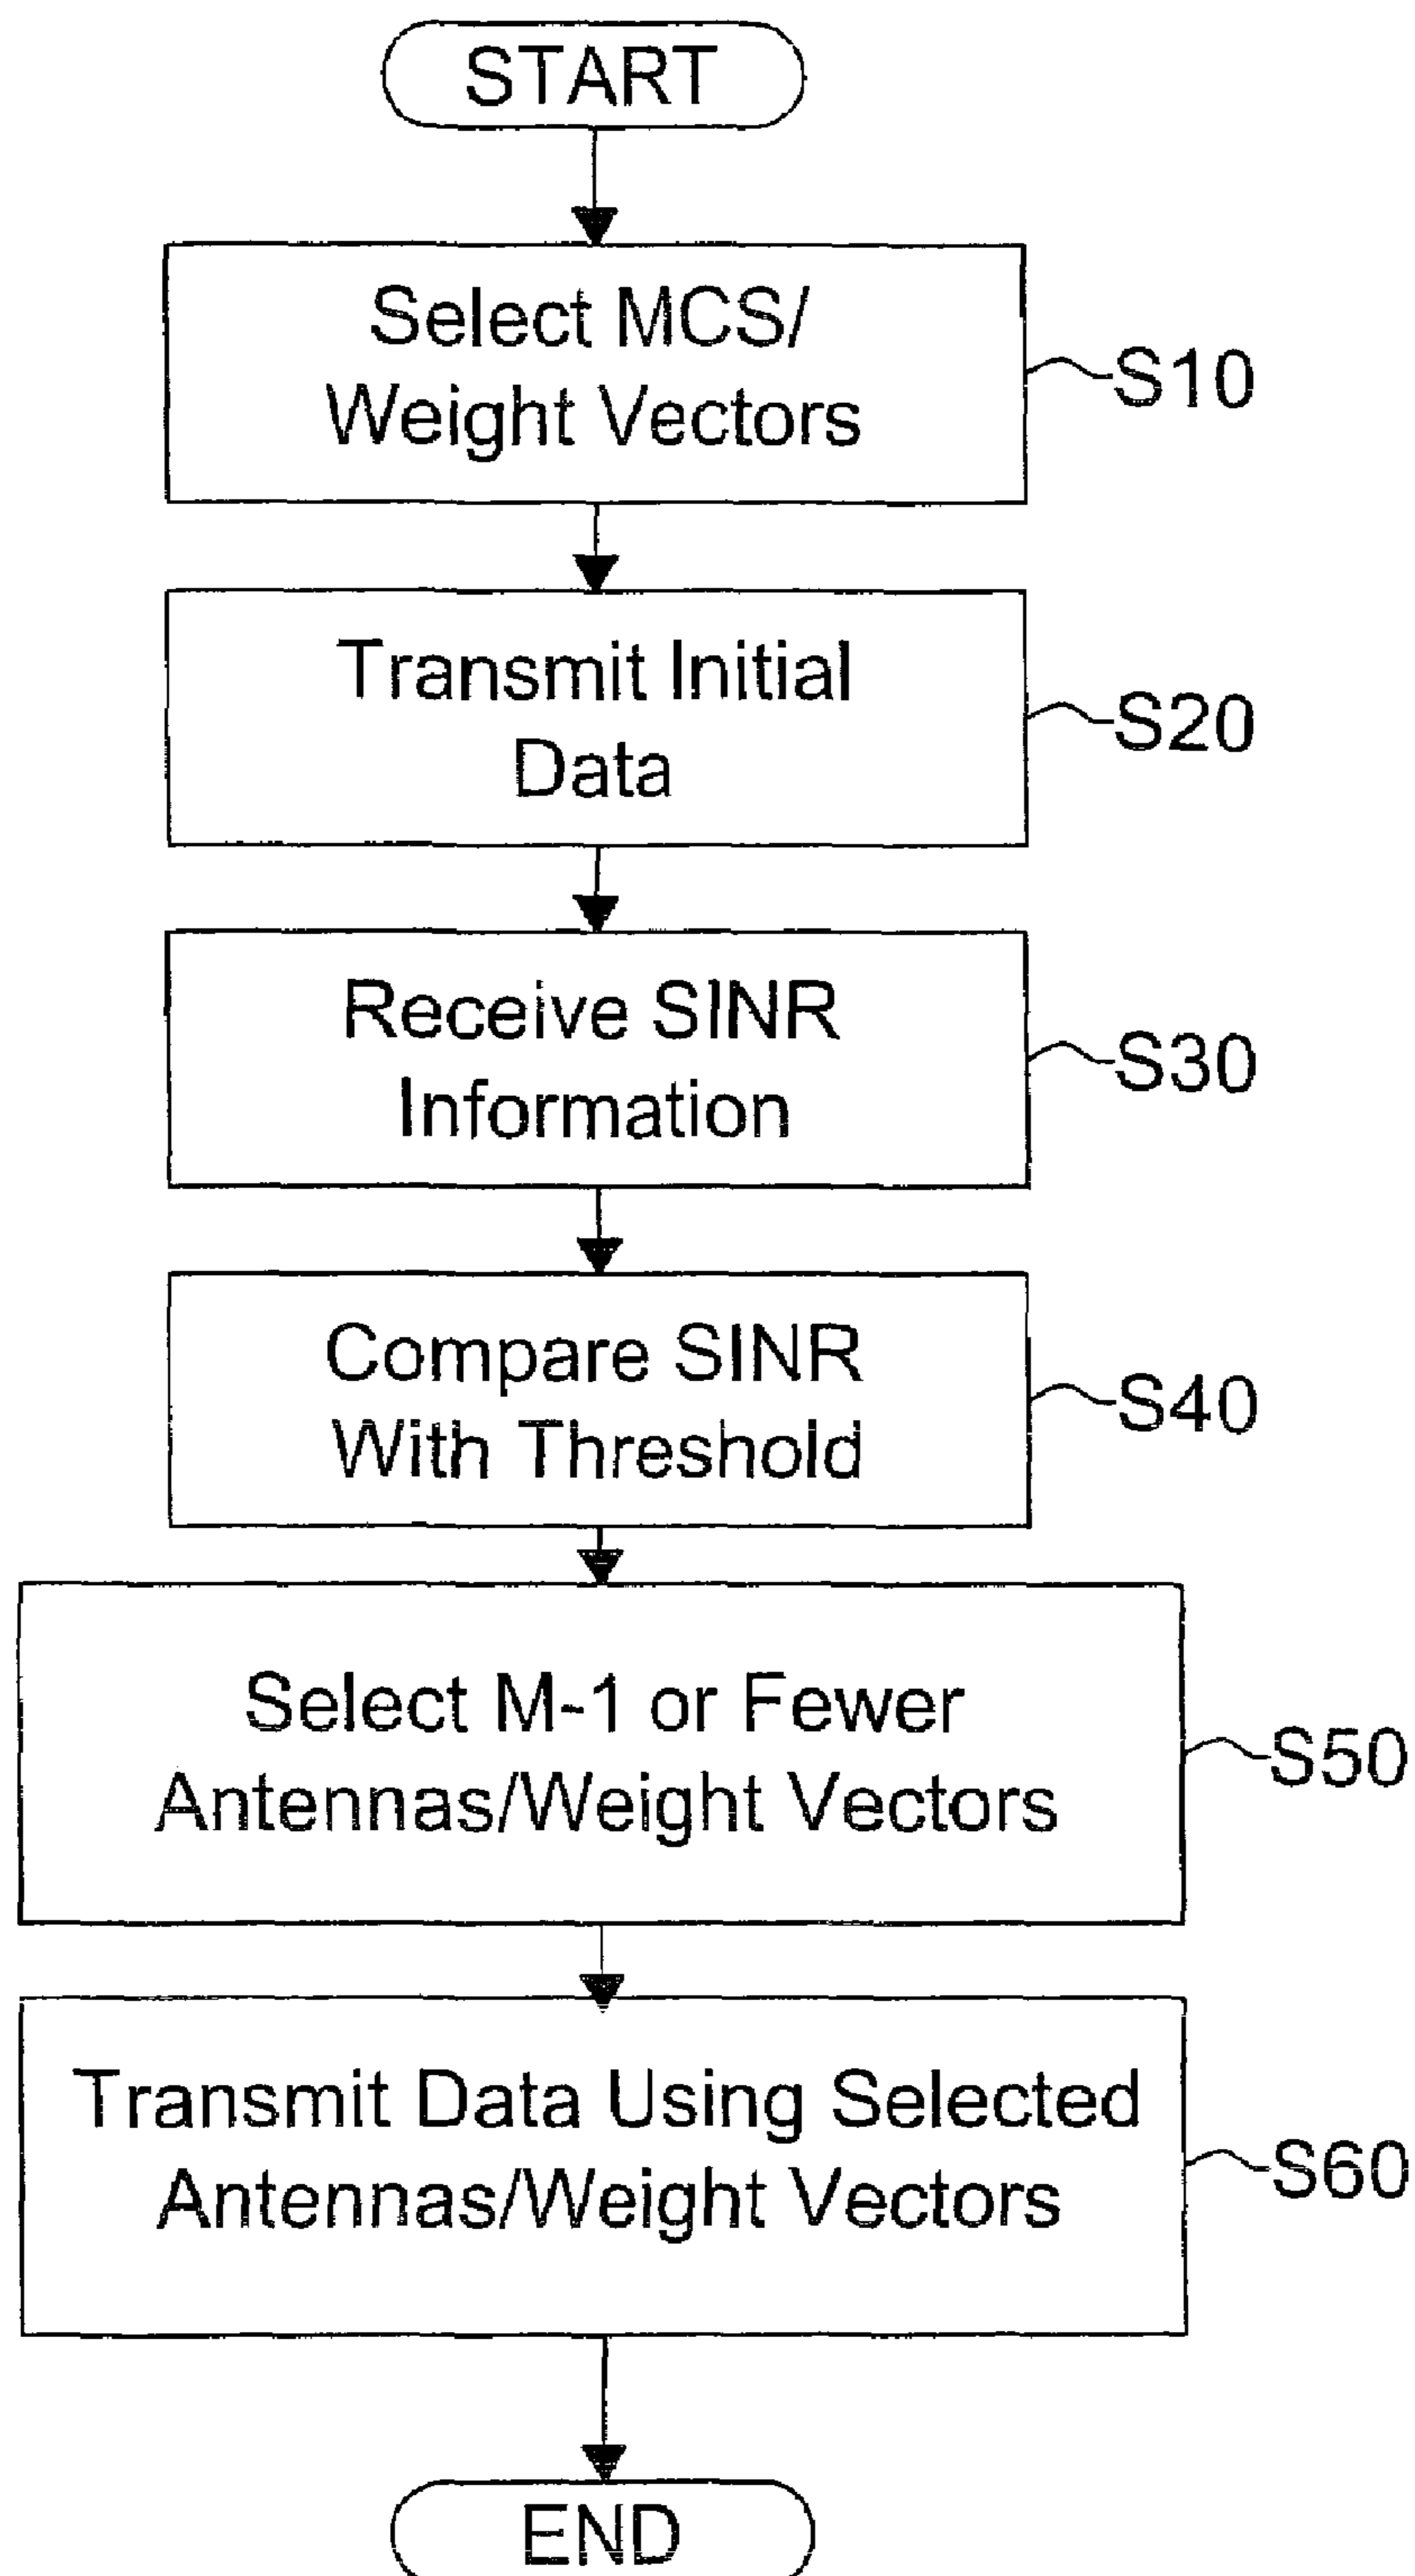 START
Select MCS/
Weight Vectors
S10
Transmit Initial
Data
S20
Receive SINR
Information
S30
Compare SINR
With Threshold
S40
Select M-1 or Fewer
Antennas/Weight Vectors
S50
Transmit Data Using Selected
Antennas/Weight Vectors
S60
END